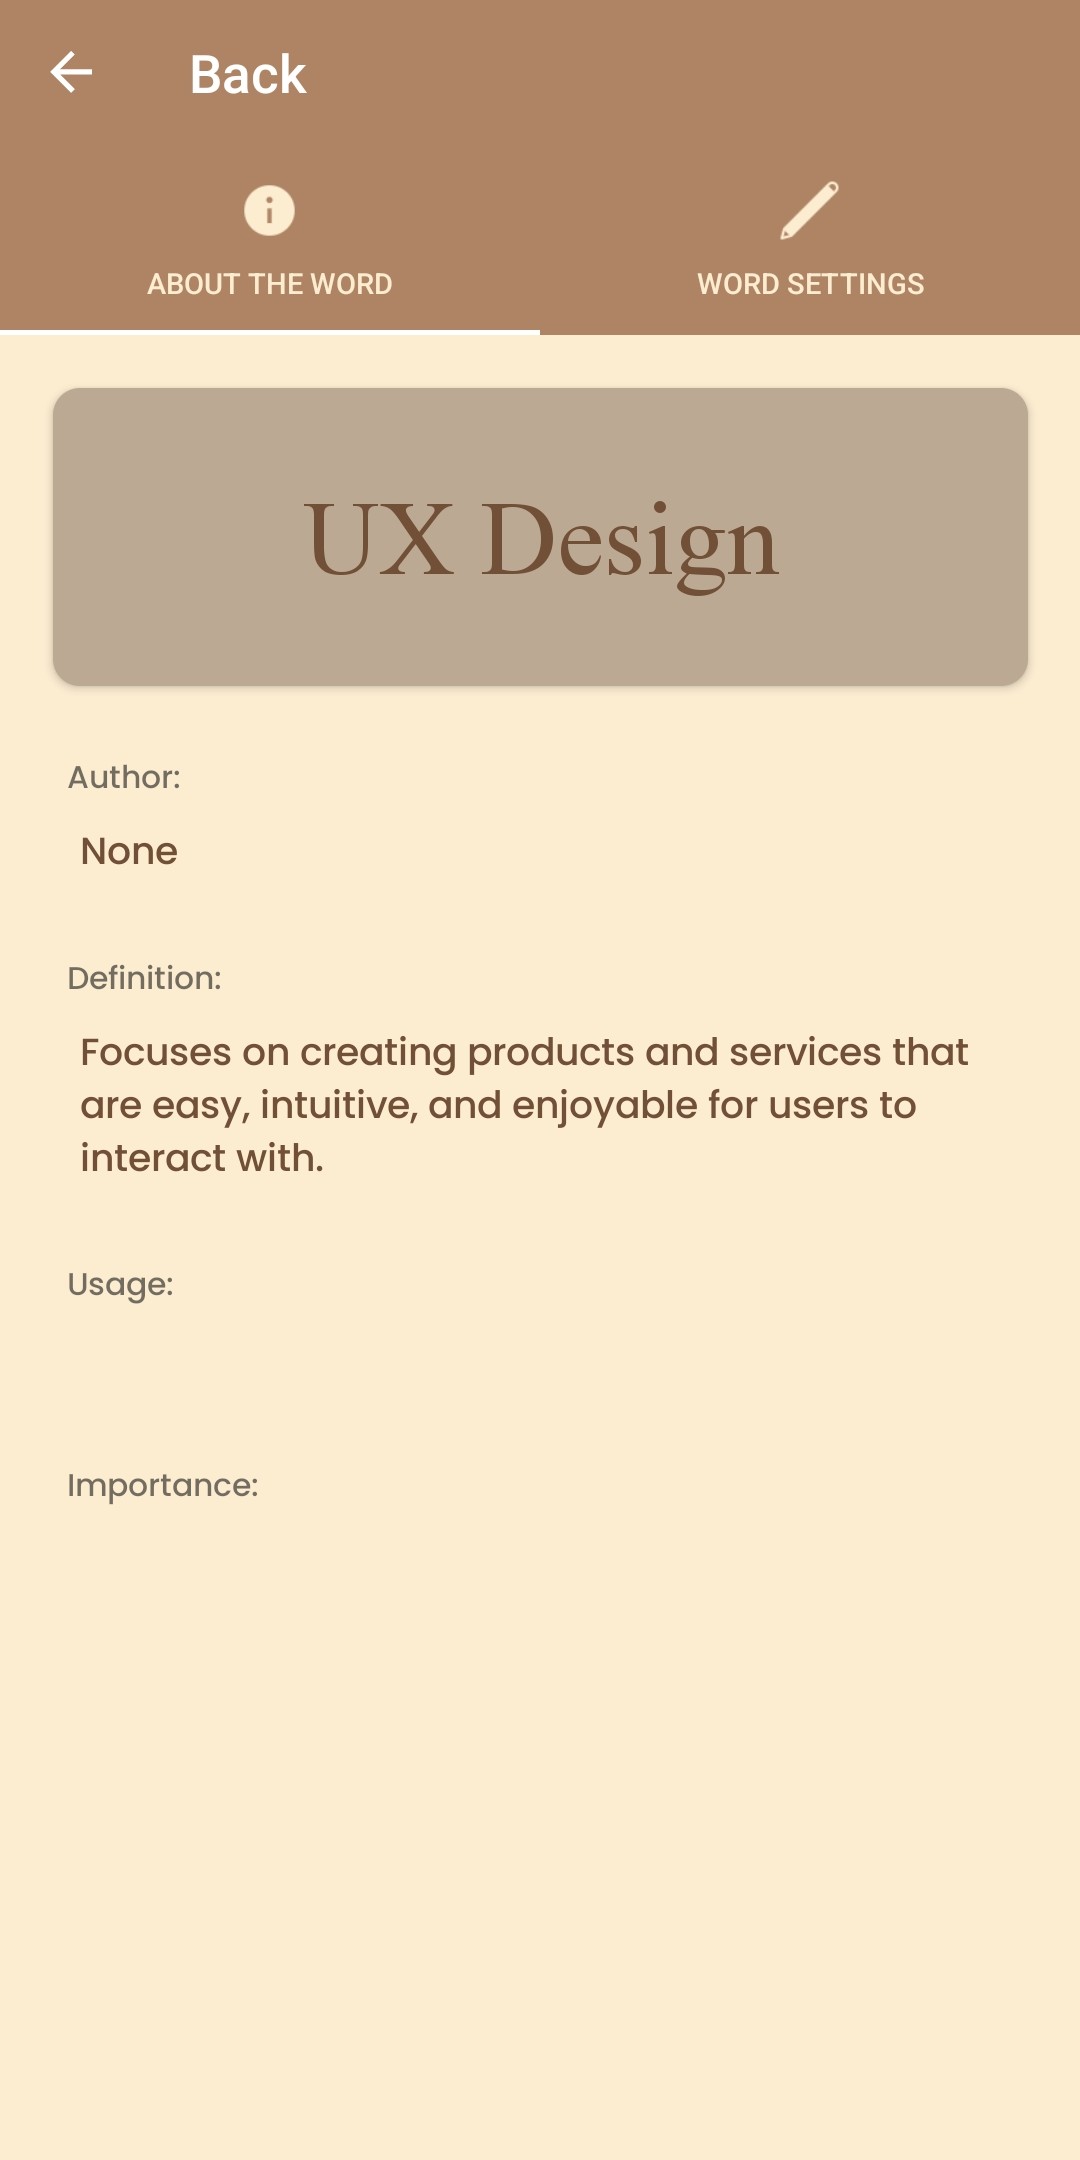 Back
ABOUT THE WORD
WORD SETTINGS
UX Design
Author:
None
Definition:
Focuses on creating products and services that
are easy, intuitive, and enjoyable for users to
interact with.
Usage:
Importance: